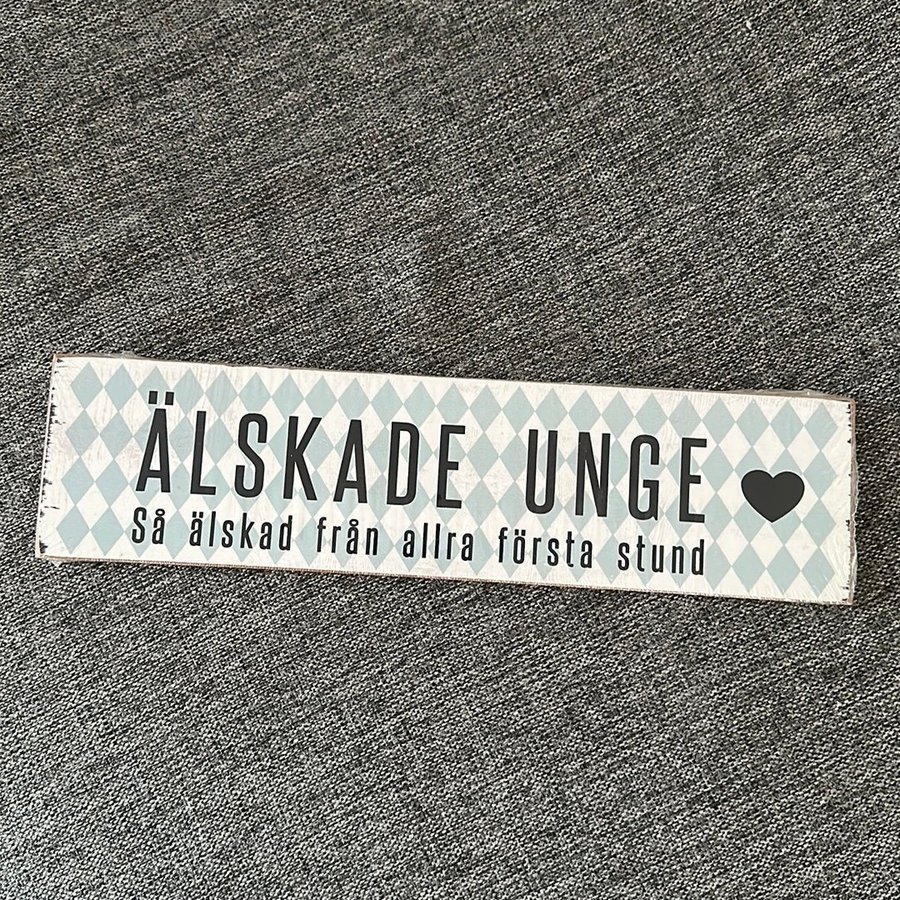 ÄLSKADE UNGE
Så älskad från allra första stund